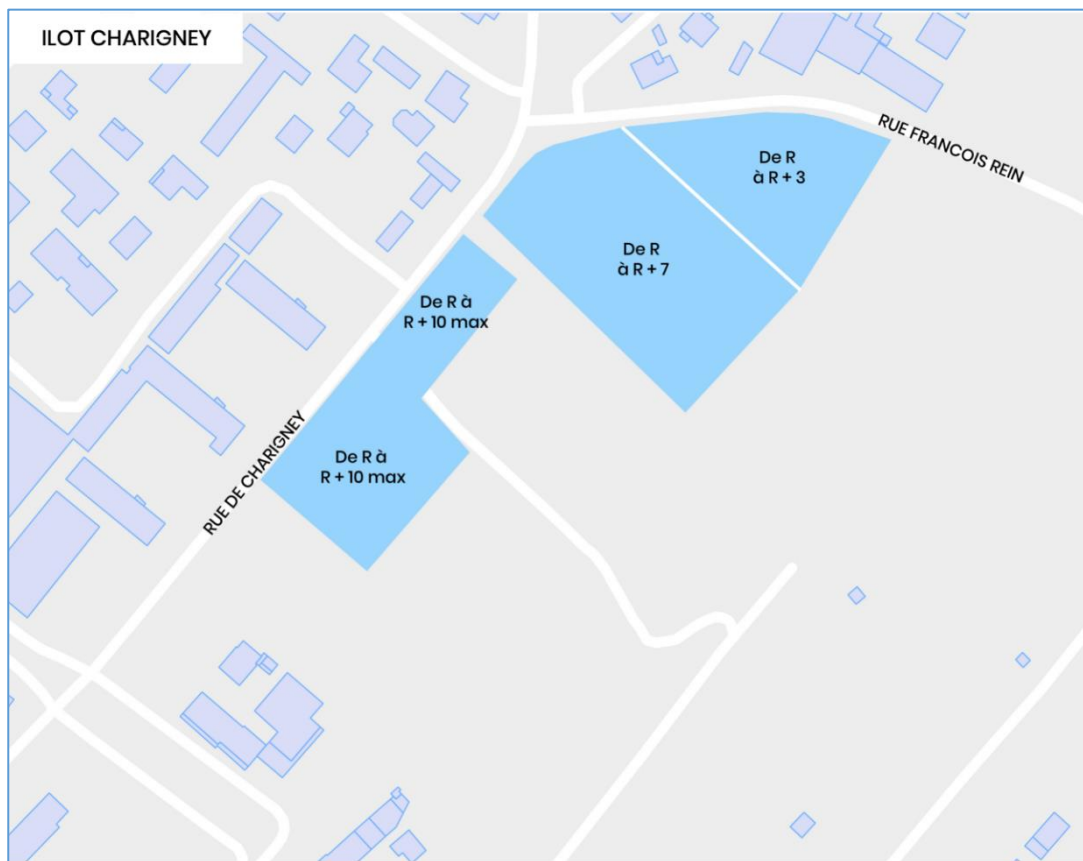 ILOT CHARIGNEY
RUE FRANCOIS REIN
De R
à R + 3
De R
à R + 7
De R à
R + 10 max
De R à
R + 10 max
RUE DE CHARIGNEY